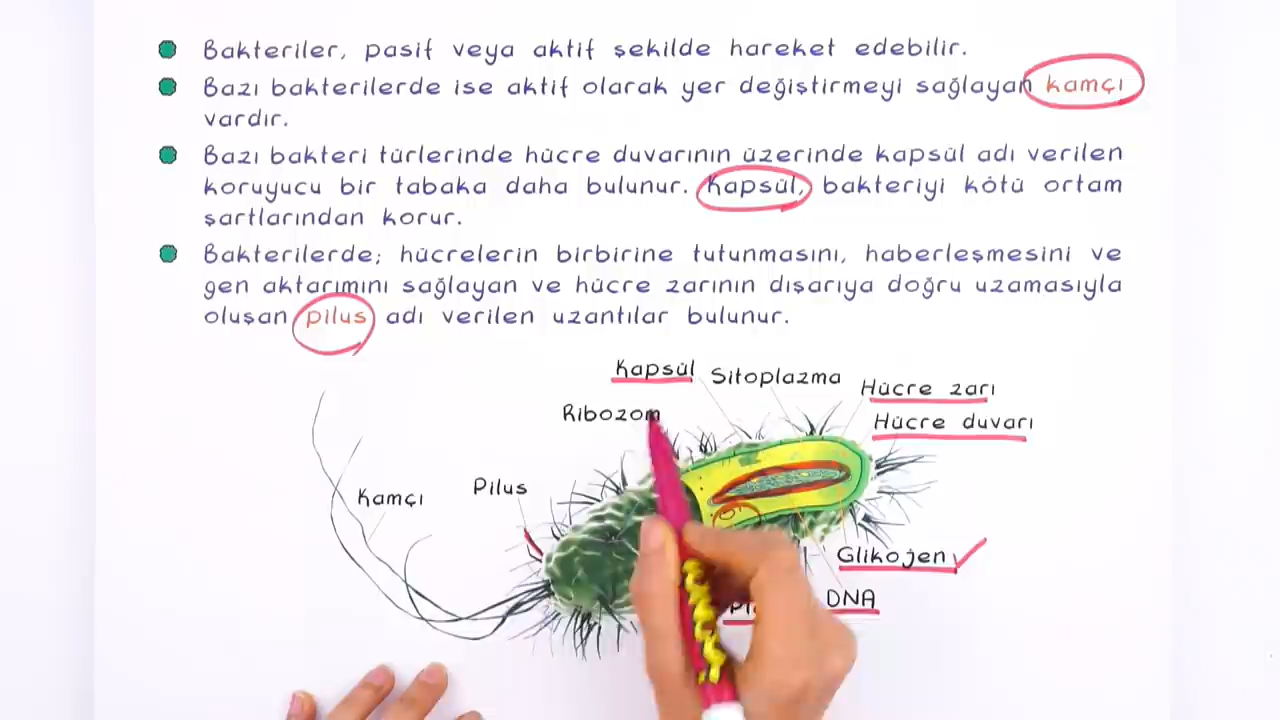 Bakteriler, pasif veya aktif şekilde hareket edebilir.
Bazı bakterilerde ise aktif olarak yer değiştirmeyi sağlayan kamçı
vardır.
Bazı bakteri türlerinde hücre duvarının üzerinde kapsül adı verilen
koruyucu bir tabaka daha bulunur. Kapsül, bakteriyi kötü ortam
şartlarından korur.
Bakterilerde; hücrelerin birbirine tutunmasını, haberleşmesini ve
gen aktarımını sağlayan ve hücre zarının dışarıya doğru uzamasıyla
oluşan pilus adı verilen uzantılar bulunur.
Kapsül Sitoplazma
Hücre zarı
Ribozom
Hücre duvarı
Kamçı Pilus
Glikojen
DNA